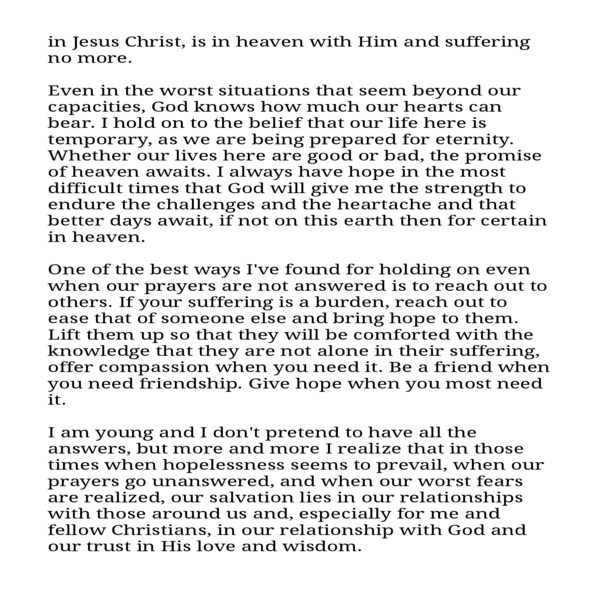 in Jesus Christ, is in heaven with Him and suffering
no more.
Even in the worst situations that seem beyond our
capacities, God knows how much our hearts can
bear. I hold on to the belief that our life here is
temporary, as we are being prepared for eternity.
Whether our lives here are good or bad, the promise
of heaven awaits. I always have hope in the most
difficult times that God will give me the strength to
endure the challenges and the heartache and that
better days await, if not on this earth then for certain
in heaven.
One of the best ways I've found for holding on even
when our prayers are not answered is to reach out to
others. If your suffering is a burden, reach out to
ease that of someone else and bring hope to them.
Lift them up so that they will be comforted with the
knowledge that they are not alone in their suffering,
offer compassion when you need it. Be a friend when
you need friendship. Give hope when you most need
it.
I am young and I don't pretend to have all the
answers, but more and more I realize that in those
times when hopelessness seems to prevail, when our
prayers go unanswered, and when our worst fears
are realized, our salvation lies in our relationships
with those around us and, especially for me and
fellow Christians, in our relationship with God and
our trust in His love and wisdom.